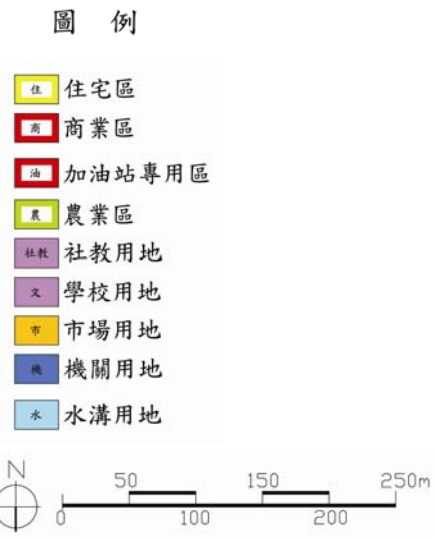 圖 例
住 住宅區
商 商業區
油 加油站專用區
農 農業區
社教 社教用地
文 學校用地
市 市場用地
機 機關用地
水 水溝用地
N
50 150 250m
0 100 200